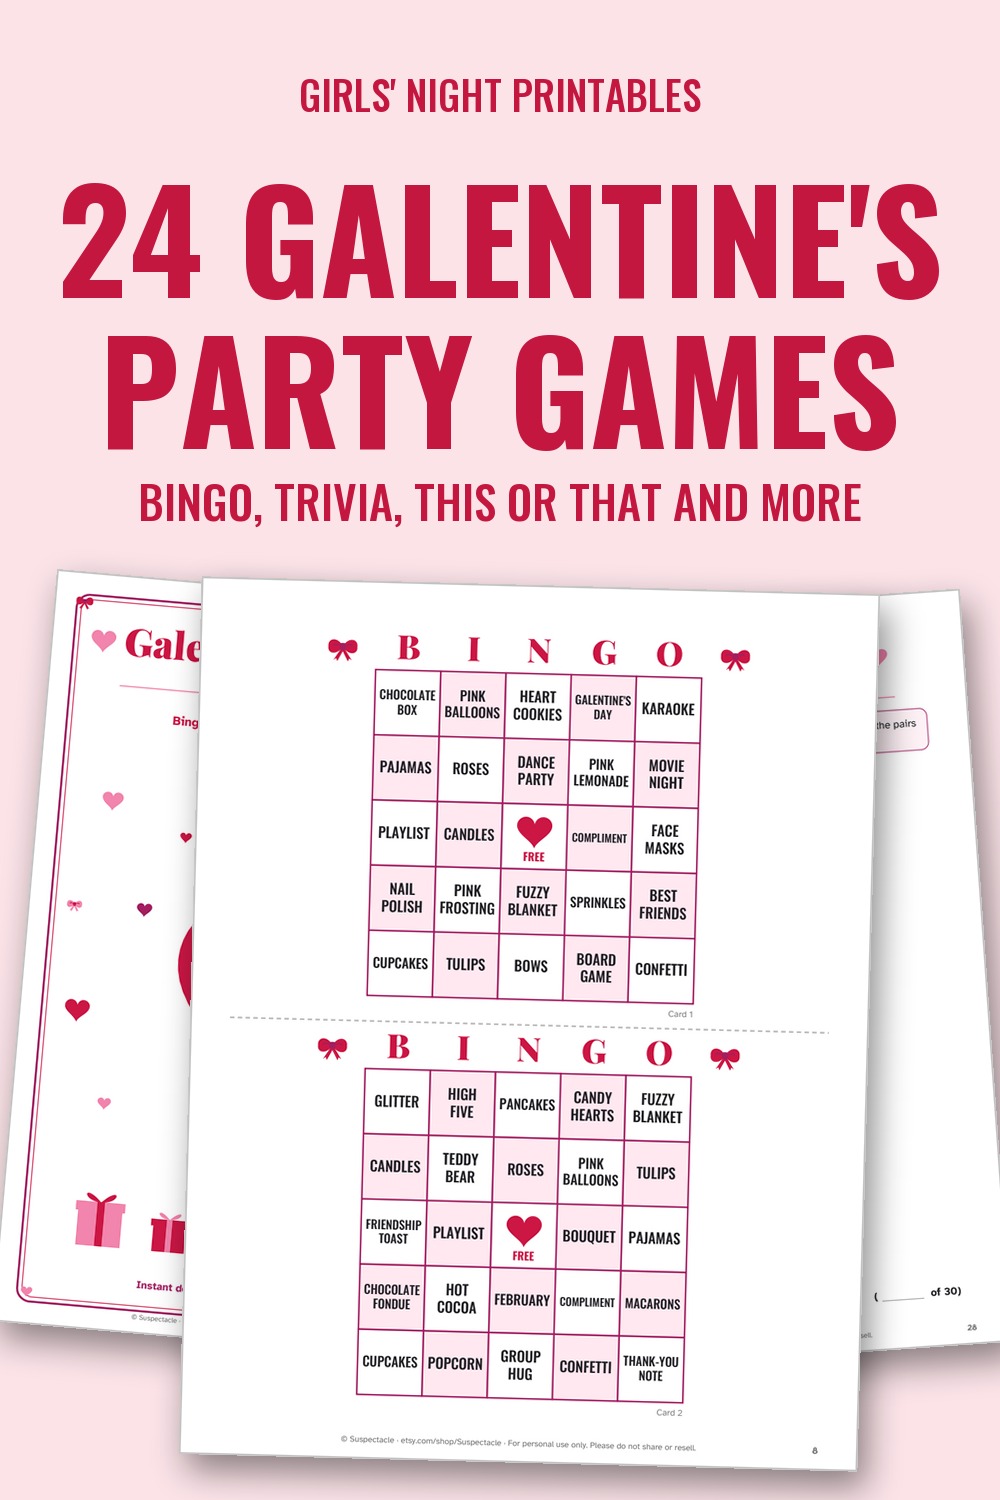 GIRLS' NIGHT PRINTABLES
24 GALENTINE'S
PARTY GAMES
BINGO, TRIVIA, THIS OR THAT AND MORE
B I N G O
CHOCOLATE BOX PINK BALLOONS HEART COOKIES GALENTINE'S DAY KARAOKE
PAJAMAS ROSES DANCE PARTY PINK LEMONADE MOVIE NIGHT
PLAYLIST CANDLES FREE COMPLIMENT FACE MASKS
NAIL POLISH PINK FROSTING FUZZY BLANKET SPRINKLES BEST FRIENDS
CUPCAKES TULIPS BOWS BOARD GAME CONFETTI
Card 1
B I N G O
GLITTER HIGH FIVE PANCAKES CANDY HEARTS FUZZY BLANKET
CANDLES TEDDY BEAR ROSES PINK BALLOONS TULIPS
FRIENDSHIP TOAST PLAYLIST FREE BOUQUET PAJAMAS
CHOCOLATE FONDUE HOT COCOA FEBRUARY COMPLIMENT MACARONS
CUPCAKES POPCORN GROUP HUG CONFETTI THANK-YOU NOTE
Card 2
© Suspectacle · etsy.com/shop/Suspectacle · For personal use only. Please do not share or resell.
8
Gale
Bing
Instant d
© Suspectacle ·
the pairs
( ______ of 30)
sell.
28